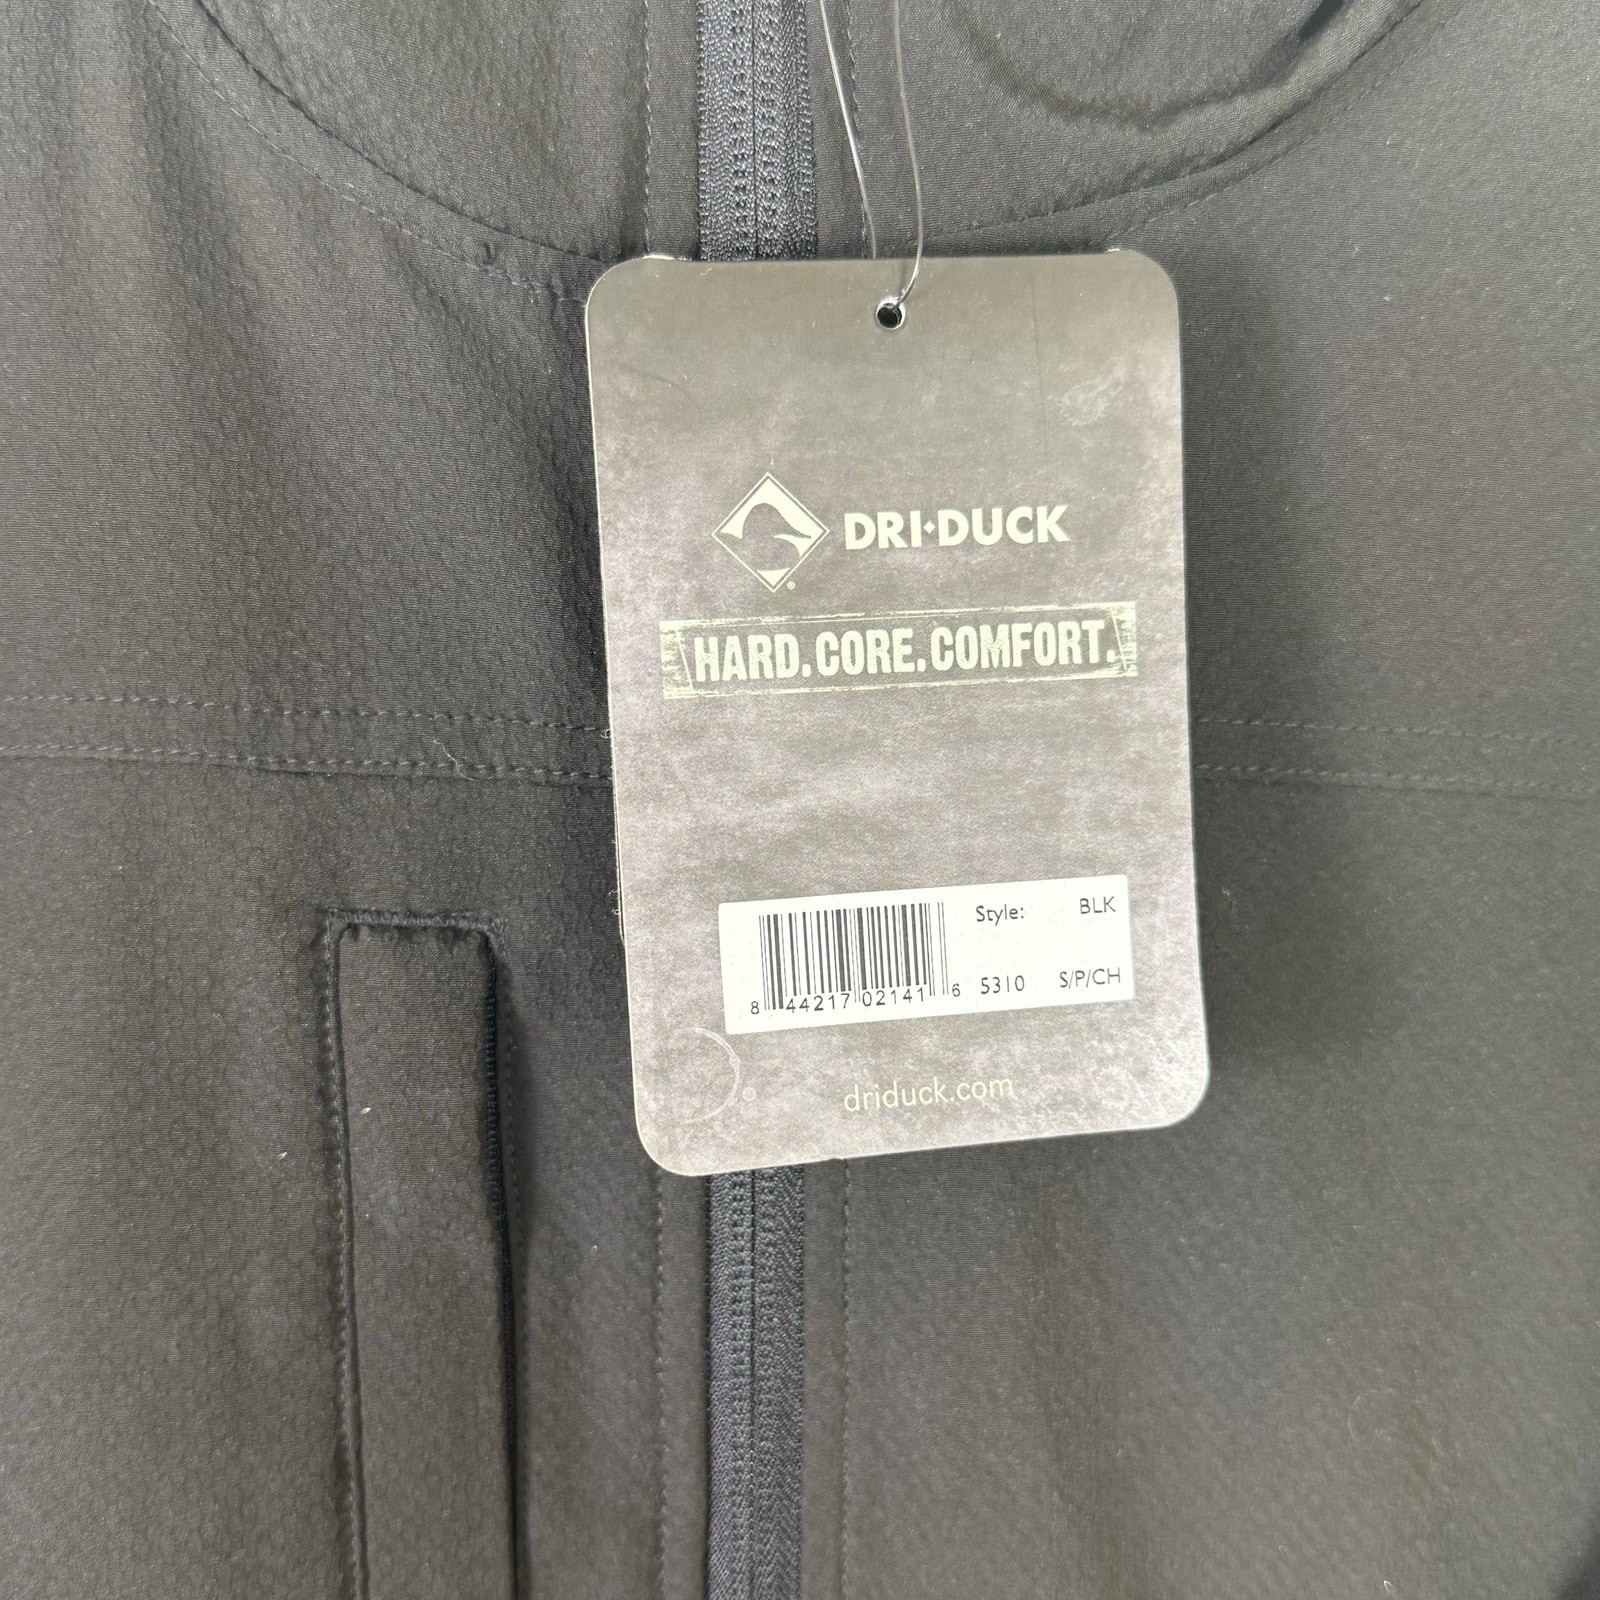 DRI•DUCK
®
HARD.CORE.COMFORT.
Style: BLK
5310 S/P/CH
8 44217 02141 6
driduck.com